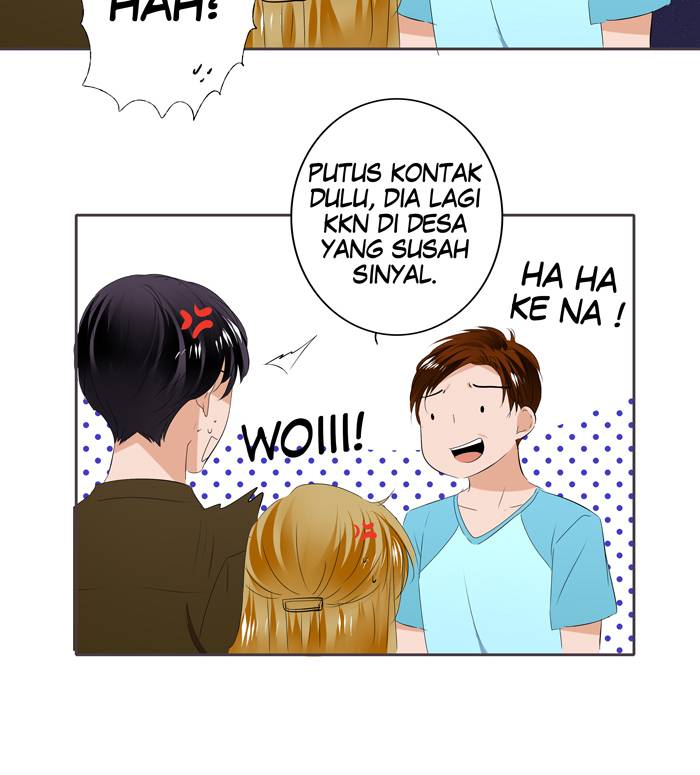 HAH?
PUTUS KONTAK
DULU, DIA LAGI
KKN DI DESA
YANG SUSAH
SINYAL.
HA HA
KE NA !
WOIII!